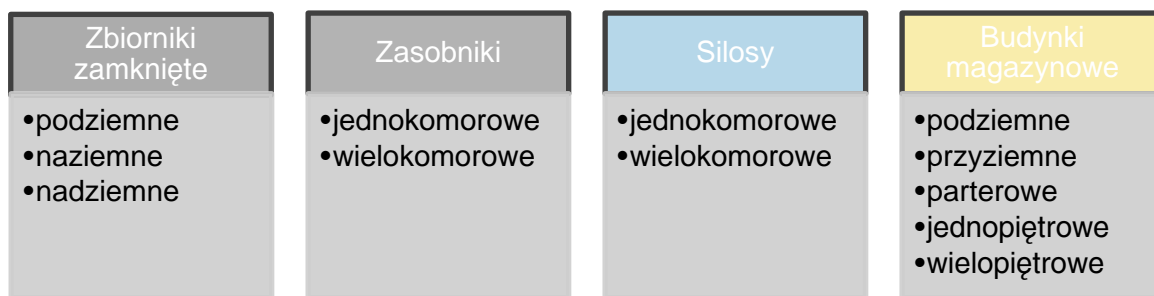 Zbiorniki
zamknięte
•podziemne
•naziemne
•nadziemne
Zasobniki
•jednokomorowe
•wielokomorowe
Silosy
•jednokomorowe
•wielokomorowe
Budynki
magazynowe
•podziemne
•przyziemne
•parterowe
•jednopiętrowe
•wielopiętrowe